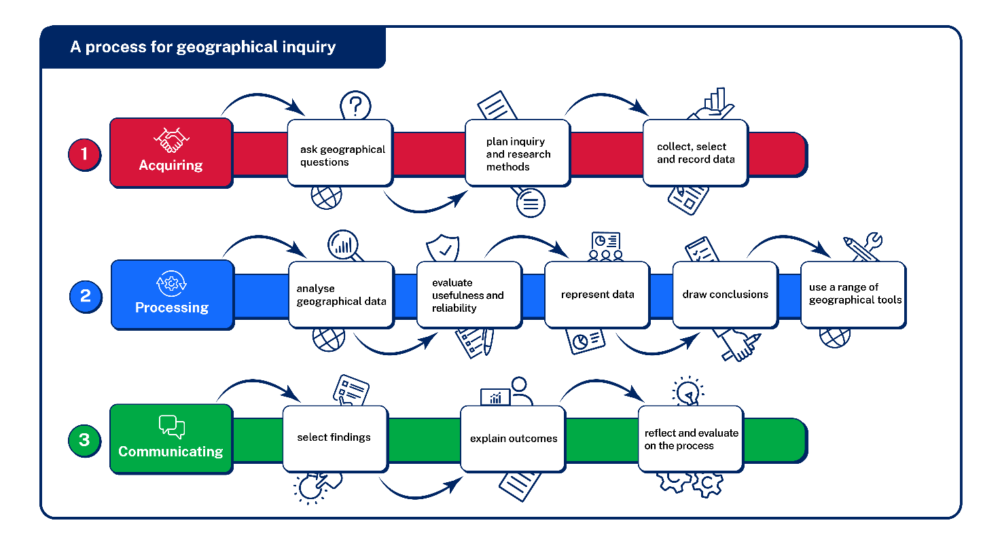 A process for geographical inquiry
1
Acquiring
ask geographical
questions
plan inquiry
and research
methods
collect, select
and record data
2
Processing
analyse
geographical data
evaluate
usefulness and
reliability
represent data
draw conclusions
use a range of
geographical tools
3
Communicating
select findings
explain outcomes
reflect and evaluate
on the process